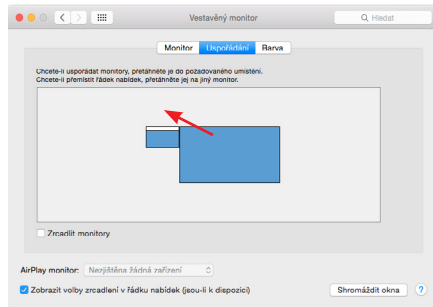 Vestavěný monitor
Hledat
Monitor Uspořádání Barva
Chcete-li uspořádat monitory, přetáhněte je do požadovaného umístění.
Chcete-li přemístit řádek nabídek, přetáhněte jej na jiný monitor.
Zrcadlit monitory
AirPlay monitor: Nezjištěna žádná zařízení
Zobrazit volby zrcadlení v řádku nabídek (jsou-li k dispozici)
Shromáždit okna ?